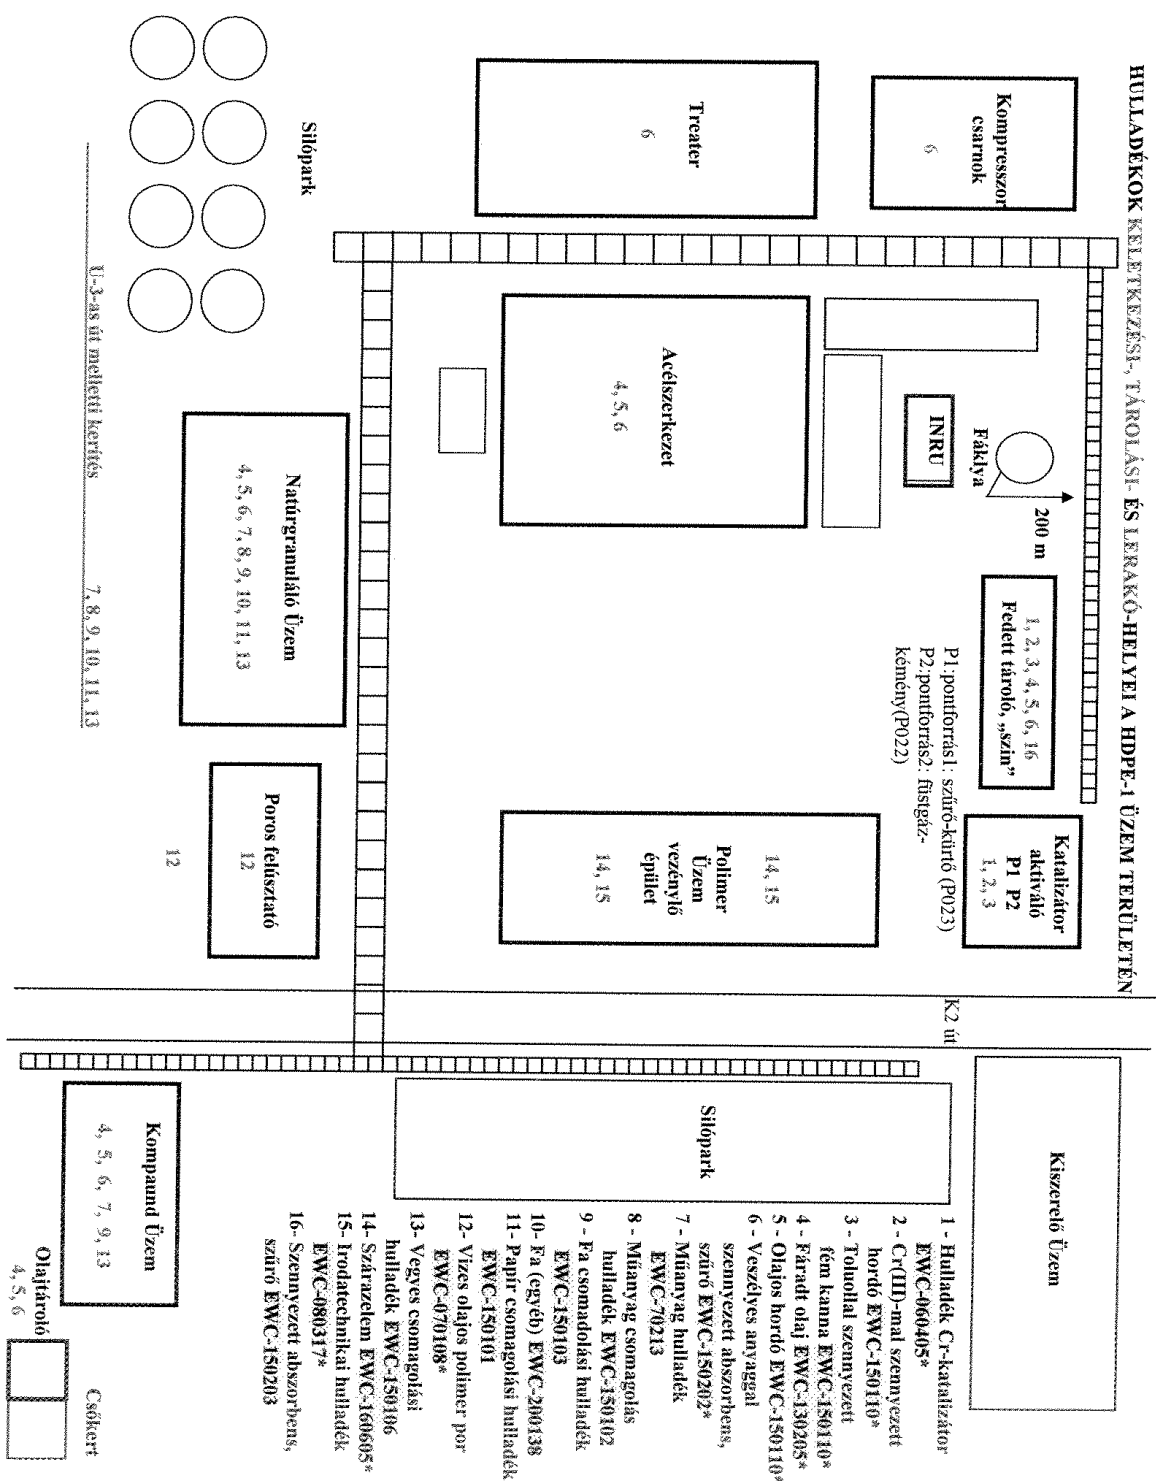 HULLADÉKOK KELETKEZÉSI-, TÁROLÁSI- ÉS LERAKÓ-HELYEI A HDPE-1 ÜZEM TERÜLETÉN
Kompresszor
csarnok
6
Treater
6
Silópark
Fáklya
200 m
INRU
Acélszerkezet
4, 5, 6
1, 2, 3, 4, 5, 6, 16
Fedett tároló, „szin”
Katalizátor
aktiváló
P1 P2
1, 2, 3
P1:pontforrás1: szűrő-kürtő (P023)
P2:pontforrás2: füstgáz-
kémény(P022)
14, 15
Polimer
Üzem
vezénylő
épület
14, 15
Natúrgranuláló Üzem
4, 5, 6, 7, 8, 9, 10, 11, 13
Poros felúsztató
12
12
U-3-as út melletti kerítés 7, 8, 9, 10, 11, 13
K2 út
Kiszerelő Üzem
Silópark
Kompaund Üzem
4, 5, 6, 7, 9, 13
Olajtároló
4, 5, 6
Csőkert
1 - Hulladék Cr-katalizátor
EWC-060405*
2 - Cr(III)-mal szennyezett
hordó EWC-150110*
3 - Toluollal szennyezett
fém kanna EWC-150110*
4 - Fáradt olaj EWC-130205*
5 - Olajos hordó EWC-150110*
6 - Veszélyes anyaggal
szennyezett abszorbens,
szűrő EWC-150202*
7 - Műanyag hulladék
EWC-70213
8 - Műanyag csomagolás
hulladék EWC-150102
9 - Fa csomadolási hulladék
EWC-150103
10- Fa (egyéb) EWC-200138
11- Papír csomagolási hulladék
EWC-150101
12- Vizes olajos polimer por
EWC-070108*
13- Vegyes csomagolási
hulladék EWC-150106
14- Szárazelem EWC-160605*
15- Irodatechnikai hulladék
EWC-080317*
16- Szennyezett abszorbens,
szűrő EWC-150203